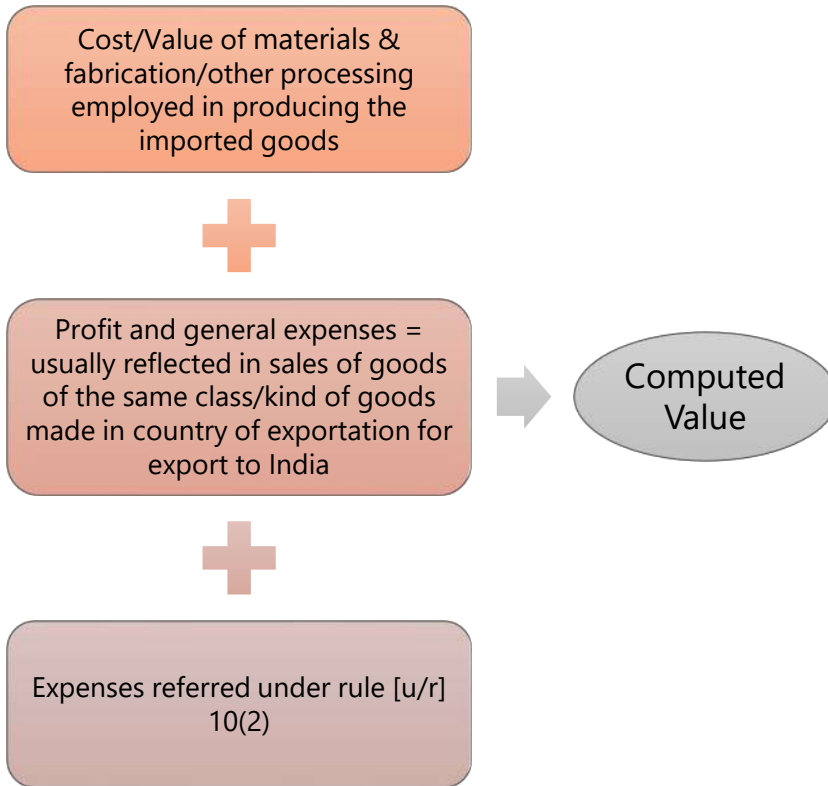 Cost/Value of materials &
fabrication/other processing
employed in producing the
imported goods
Profit and general expenses =
usually reflected in sales of goods
of the same class/kind of goods
made in country of exportation for
export to India
Computed
Value
Expenses referred under rule [u/r]
10(2)